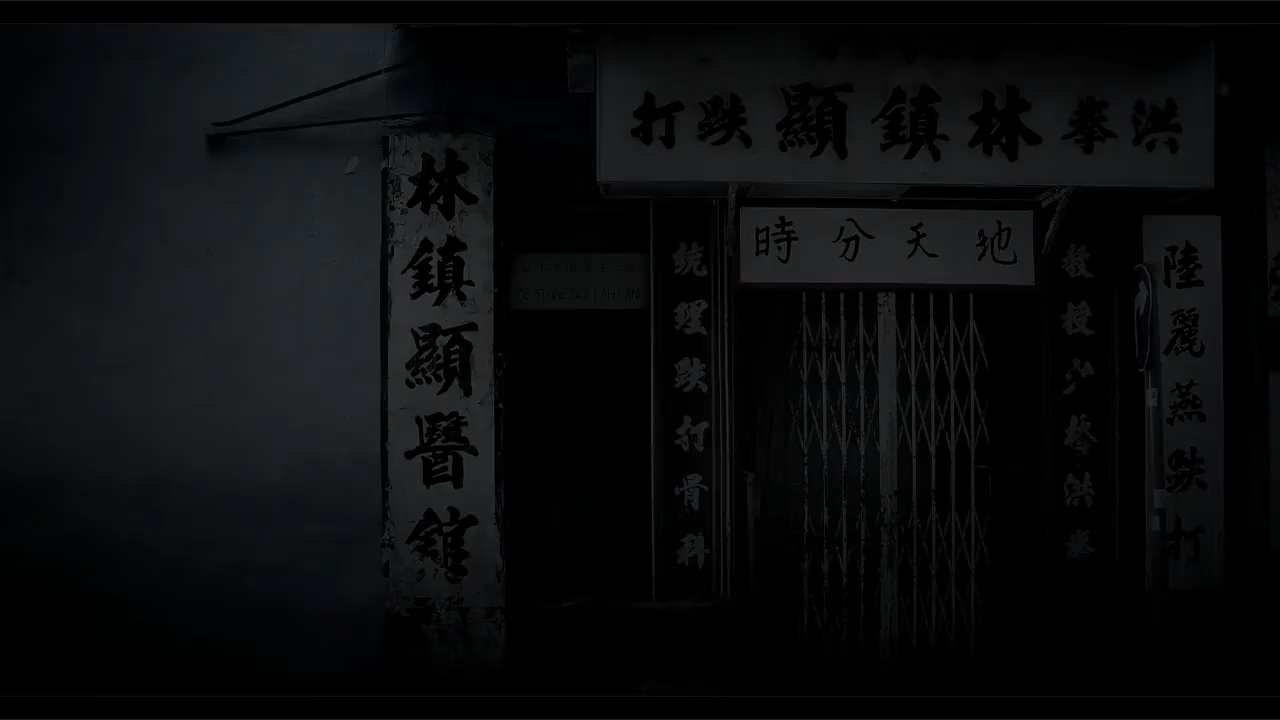 洪拳林鎮顯跌打
地天分時
陸麗燕跌打
教授少林洪拳
統理跌打骨科
林鎮顯醫館